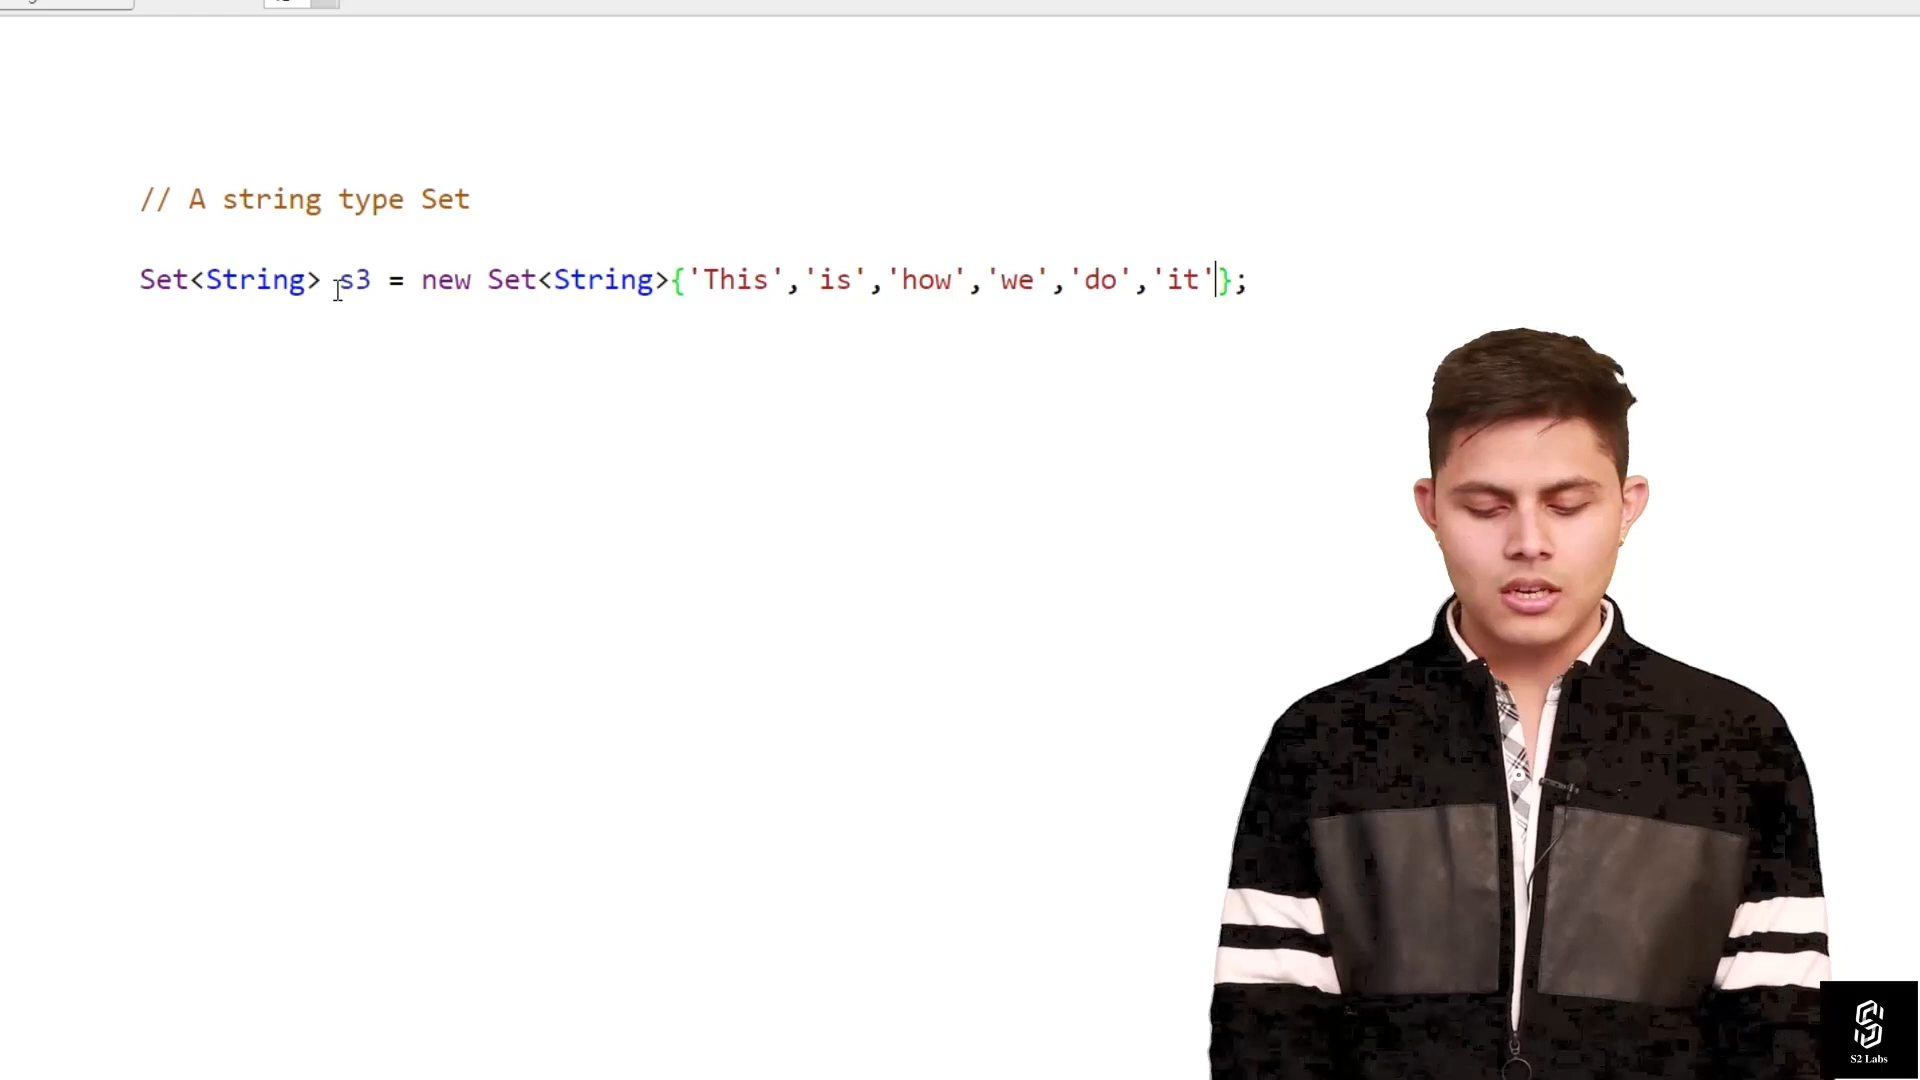 // A string type Set
Set<String> s3 = new Set<String>{'This','is','how','we','do','it'};
S2 Labs